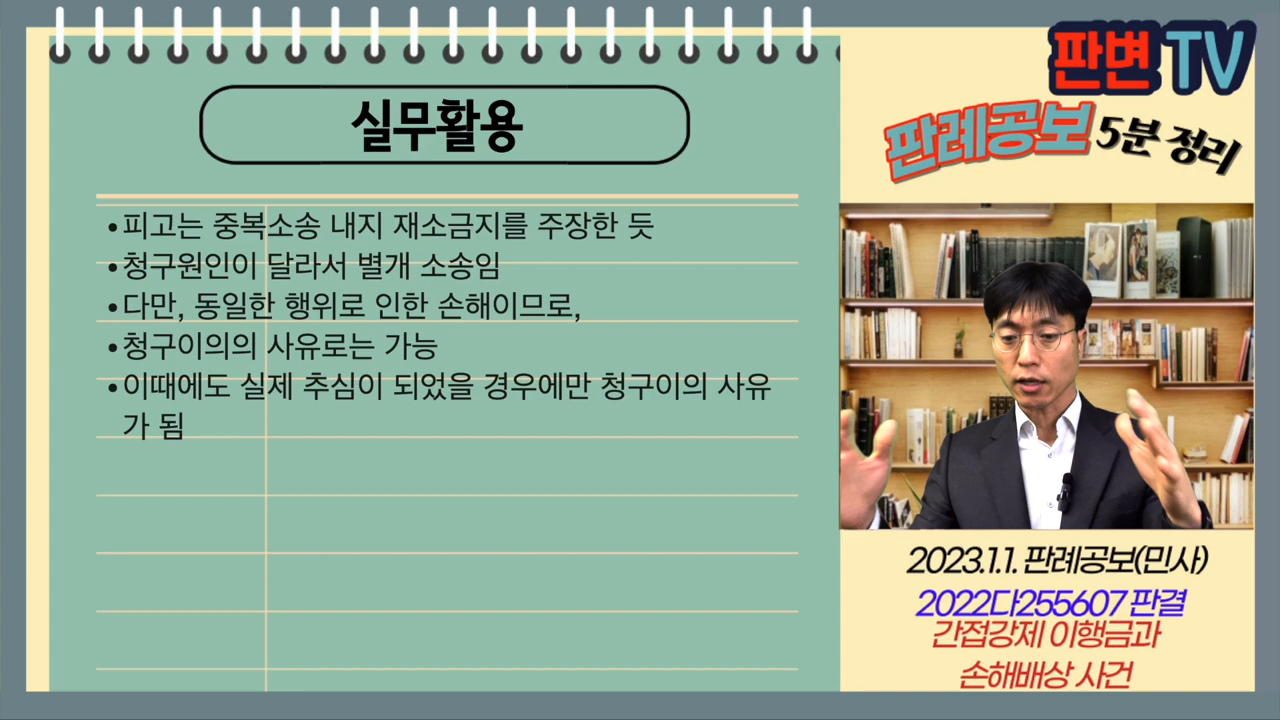 실무활용
•피고는 중복소송 내지 재소금지를 주장한 듯
•청구원인이 달라서 별개 소송임
•다만, 동일한 행위로 인한 손해이므로,
•청구이의의 사유로는 가능
•이때에도 실제 추심이 되었을 경우에만 청구이의 사유
가 됨
판변 TV
판례공보 5분 정리
2023.1.1. 판례공보(민사)
2022다255607 판결
간접강제 이행금과
손해배상 사건